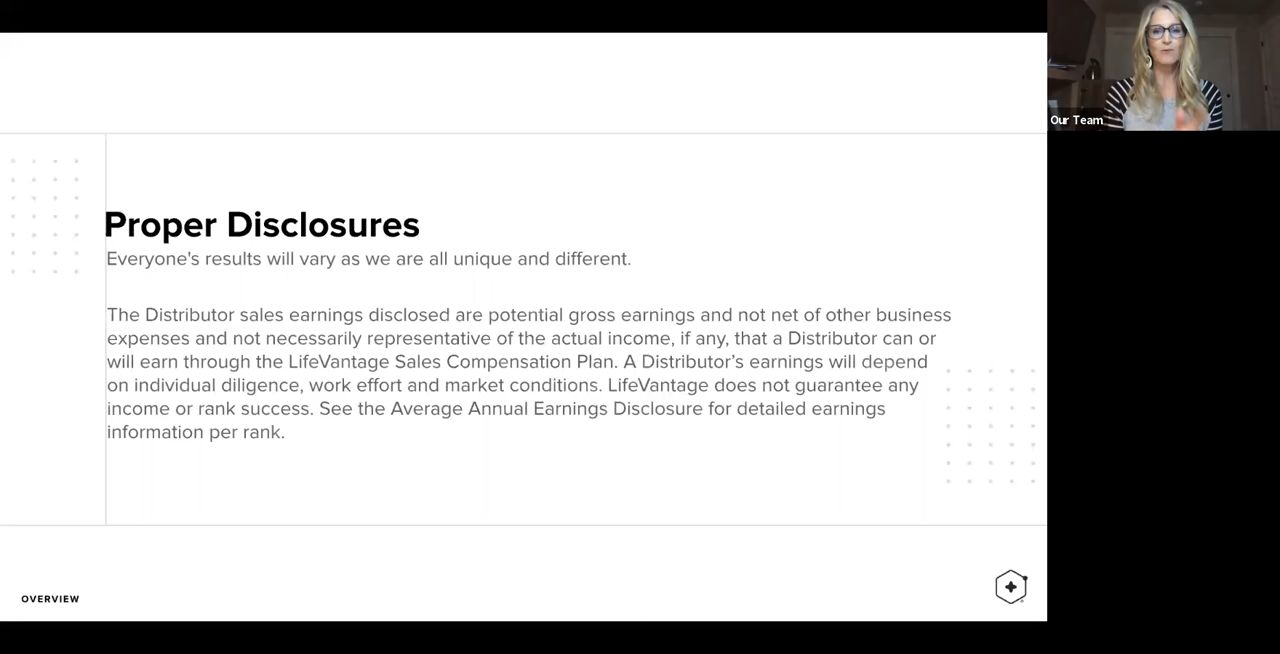 Our Team
Proper Disclosures
Everyone's results will vary as we are all unique and different.
The Distributor sales earnings disclosed are potential gross earnings and not net of other business
expenses and not necessarily representative of the actual income, if any, that a Distributor can or
will earn through the LifeVantage Sales Compensation Plan. A Distributor’s earnings will depend
on individual diligence, work effort and market conditions. LifeVantage does not guarantee any
income or rank success. See the Average Annual Earnings Disclosure for detailed earnings
information per rank.
OVERVIEW